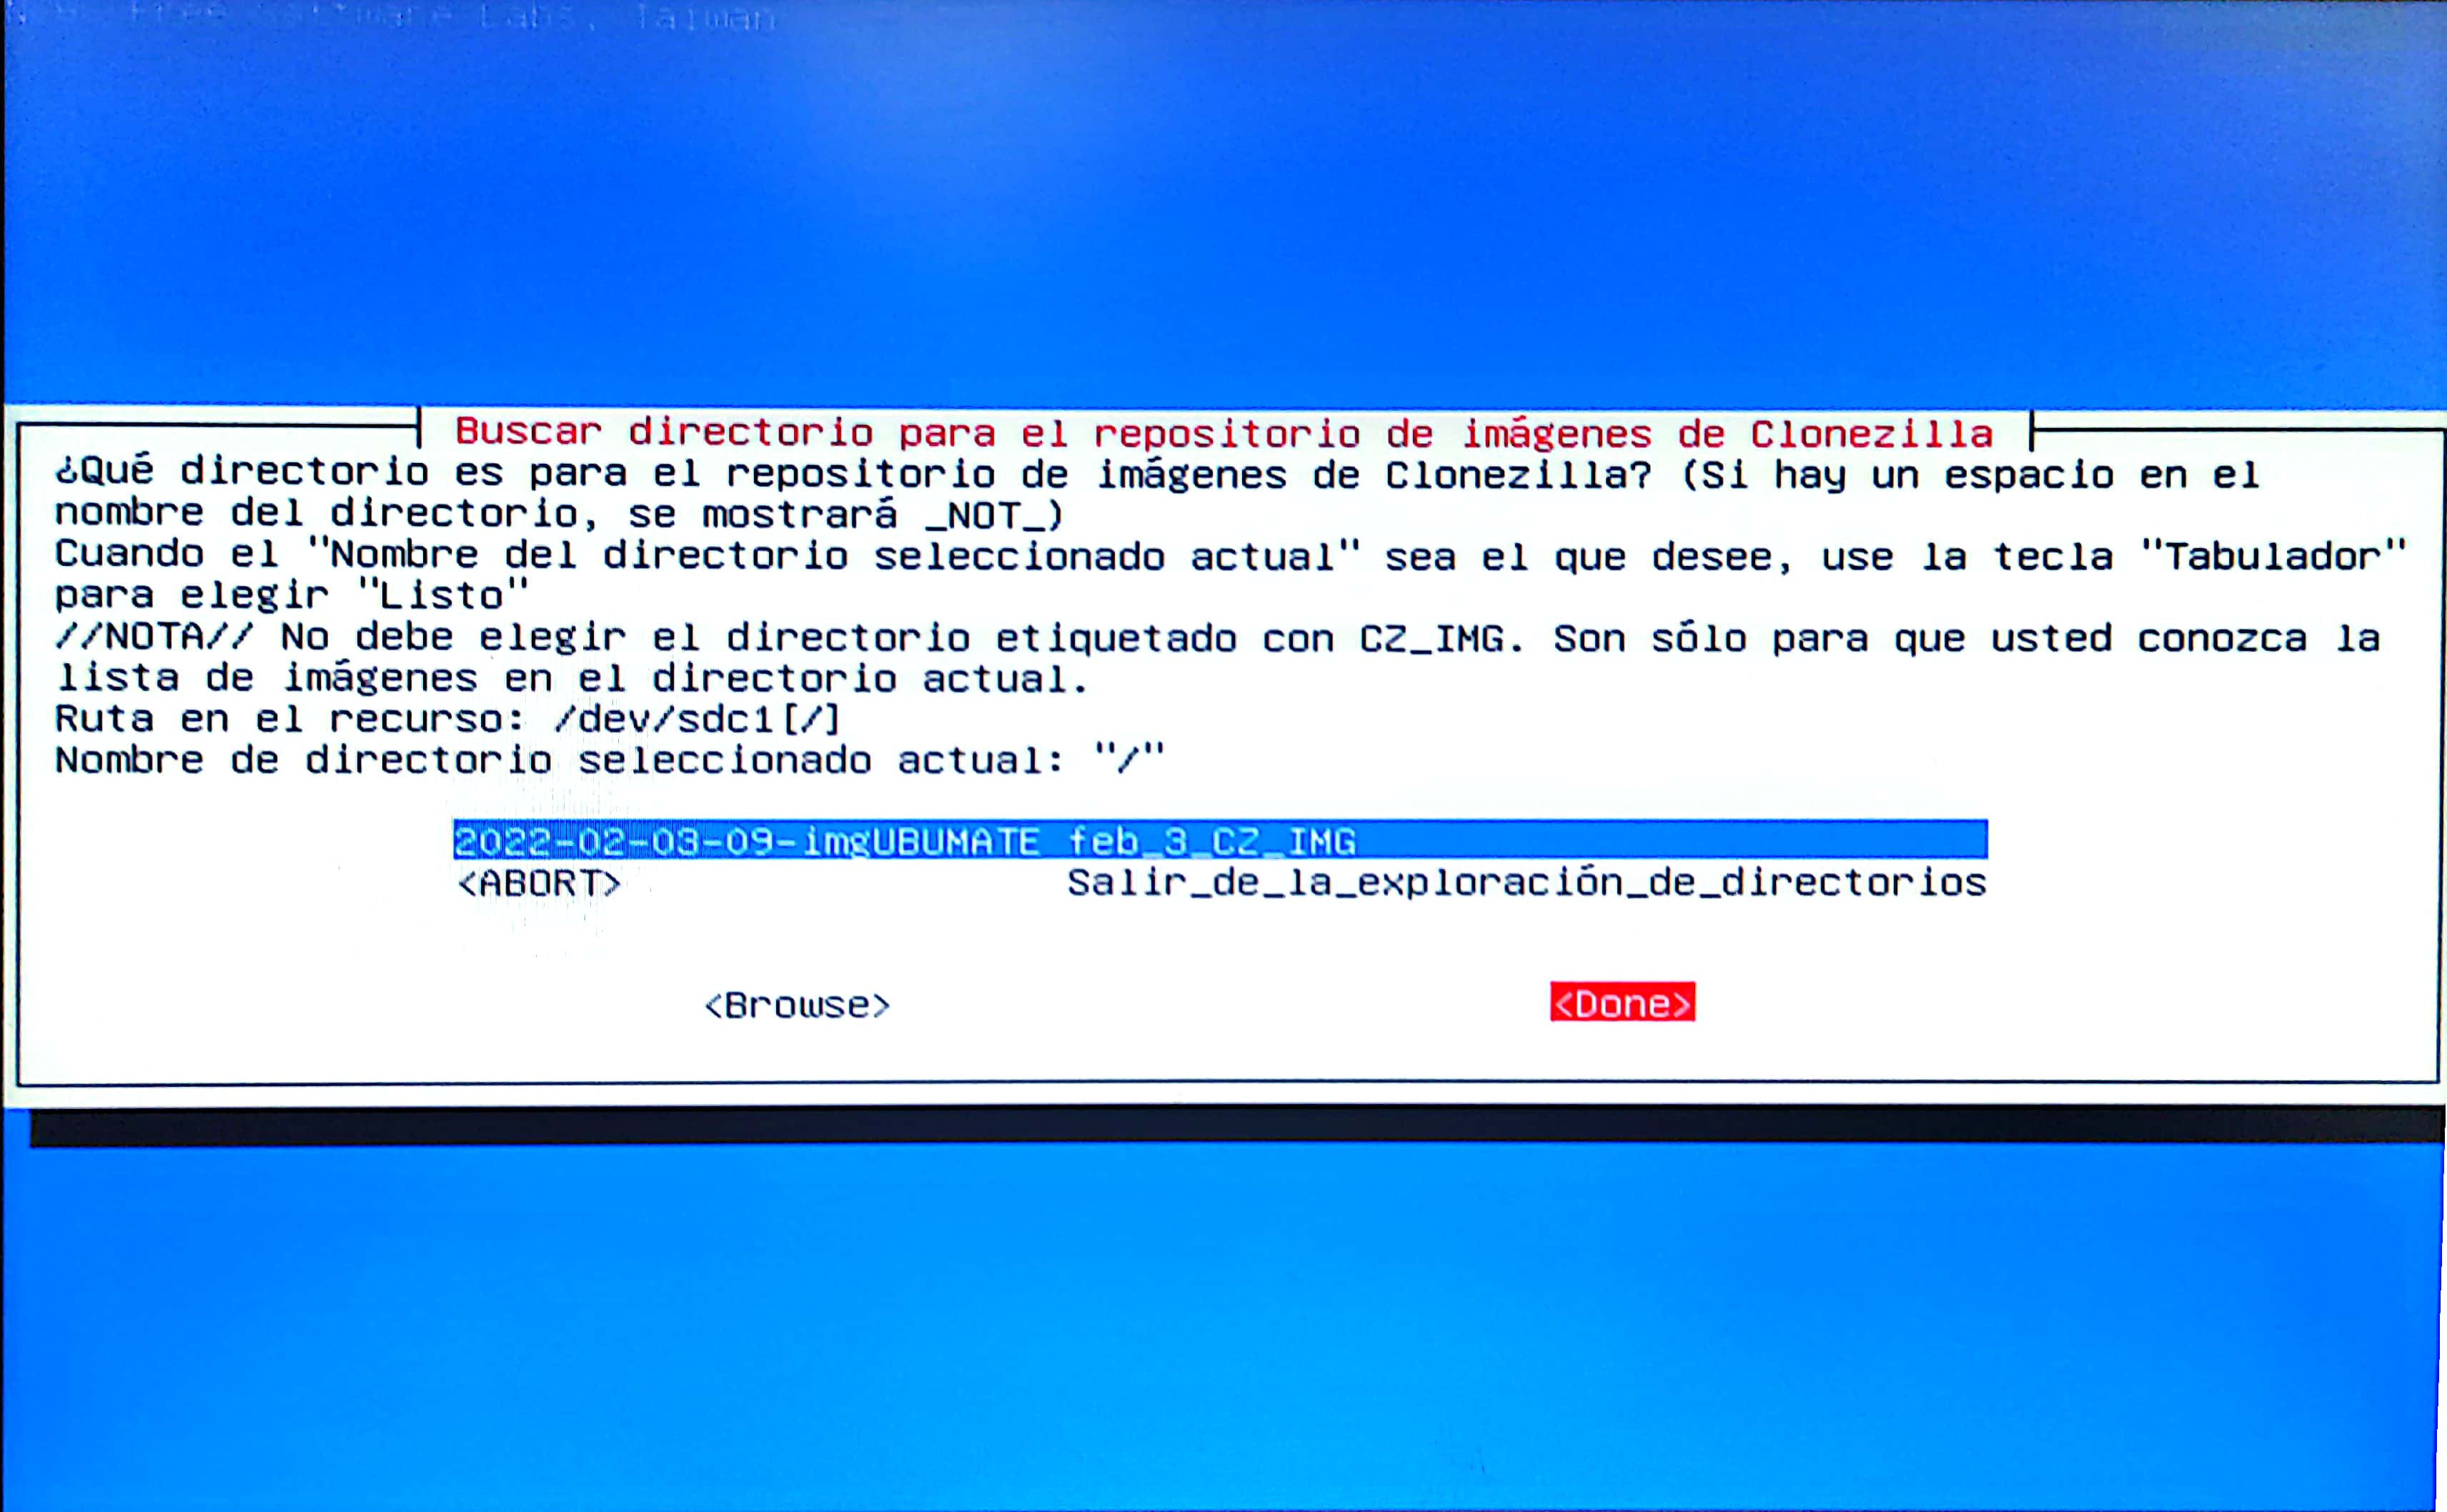 Free Software Labs, Taiwan
Buscar directorio para el repositorio de imágenes de Clonezilla
¿Qué directorio es para el repositorio de imágenes de Clonezilla? (Si hay un espacio en el
nombre del directorio, se mostrará _NOT_)
Cuando el "Nombre del directorio seleccionado actual" sea el que desee, use la tecla "Tabulador"
para elegir "Listo"
//NOTA// No debe elegir el directorio etiquetado con CZ_IMG. Son sólo para que usted conozca la
lista de imágenes en el directorio actual.
Ruta en el recurso: /dev/sdc1[/]
Nombre de directorio seleccionado actual: "/"
2022-02-03-09-imgUBUMATE feb_3_CZ_IMG
<ABORT> Salir_de_la_exploración_de_directorios
<Browse> <Done>